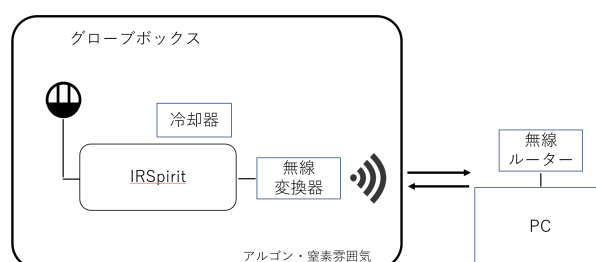 グローブボックス
冷却器
IRSpirit
無線
変換器
無線
ルーター
PC
アルゴン・窒素雰囲気